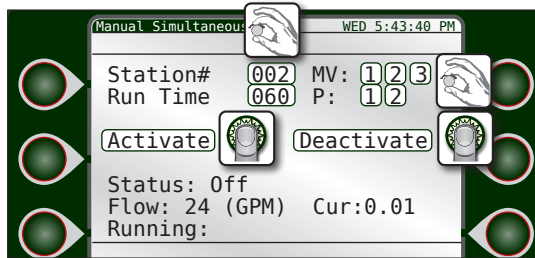 Manual Simultaneous WED 5:43:40 PM
Station# 002 MV: 1 2 3
Run Time 060 P: 1 2
Activate Deactivate
Status: Off
Flow: 24 (GPM) Cur:0.01
Running: